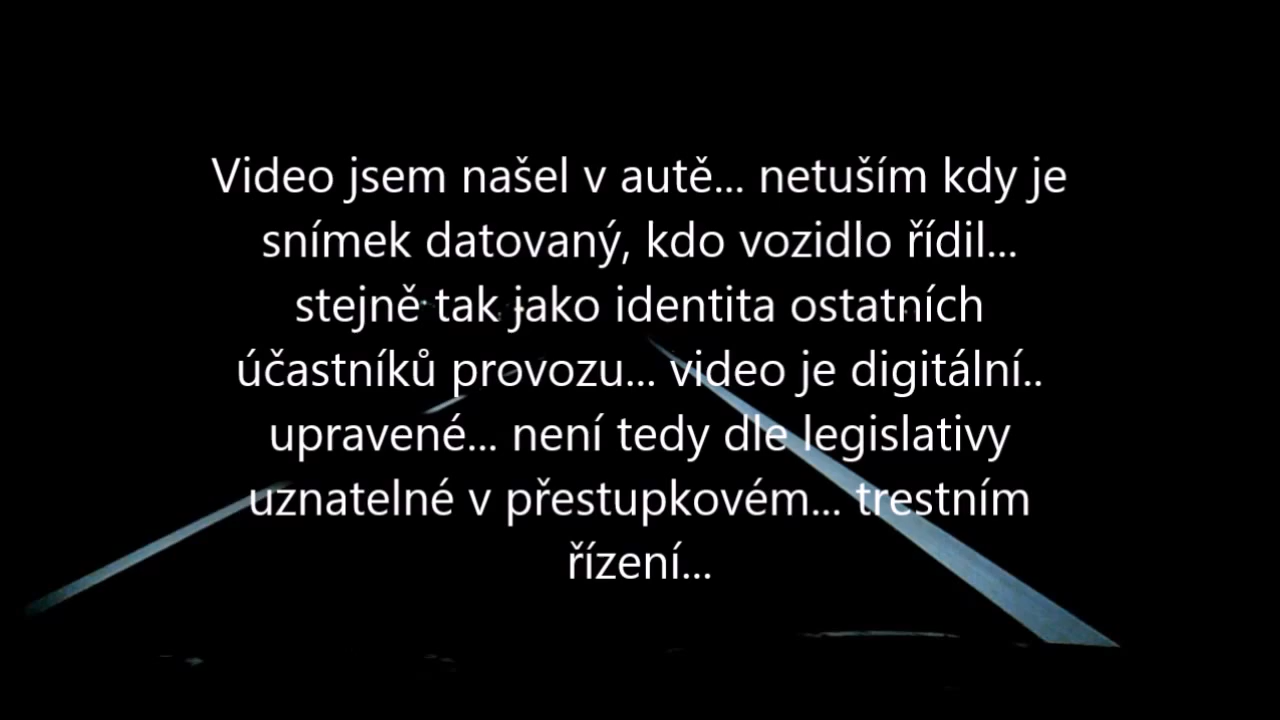 Video jsem našel v autě... netuším kdy je
snímek datovaný, kdo vozidlo řídil...
stejně tak jako identita ostatních
účastníků provozu... video je digitální..
upravené... není tedy dle legislativy
uznatelné v přestupkovém... trestním
řízení...